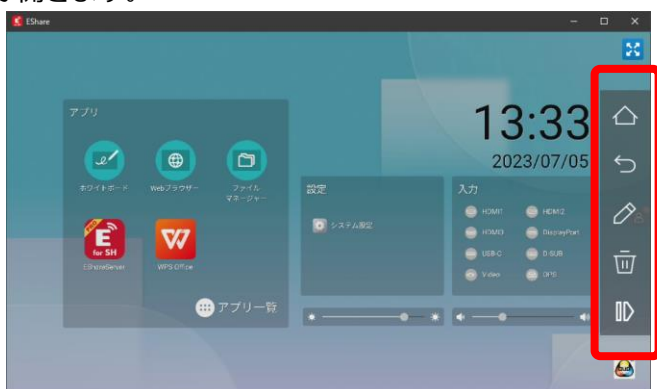 EShare
13:33
2023/07/05
アプリ
ホワイトボード
Webブラウザー
ファイル
マネージャー
EShareServer
WPS Office
アプリ一覧
設定
システム設定
入力
HDMI1
HDMI2
HDMI3
DisplayPort
USB-C
D-SUB
Video
OPS
PRO
E
for SH